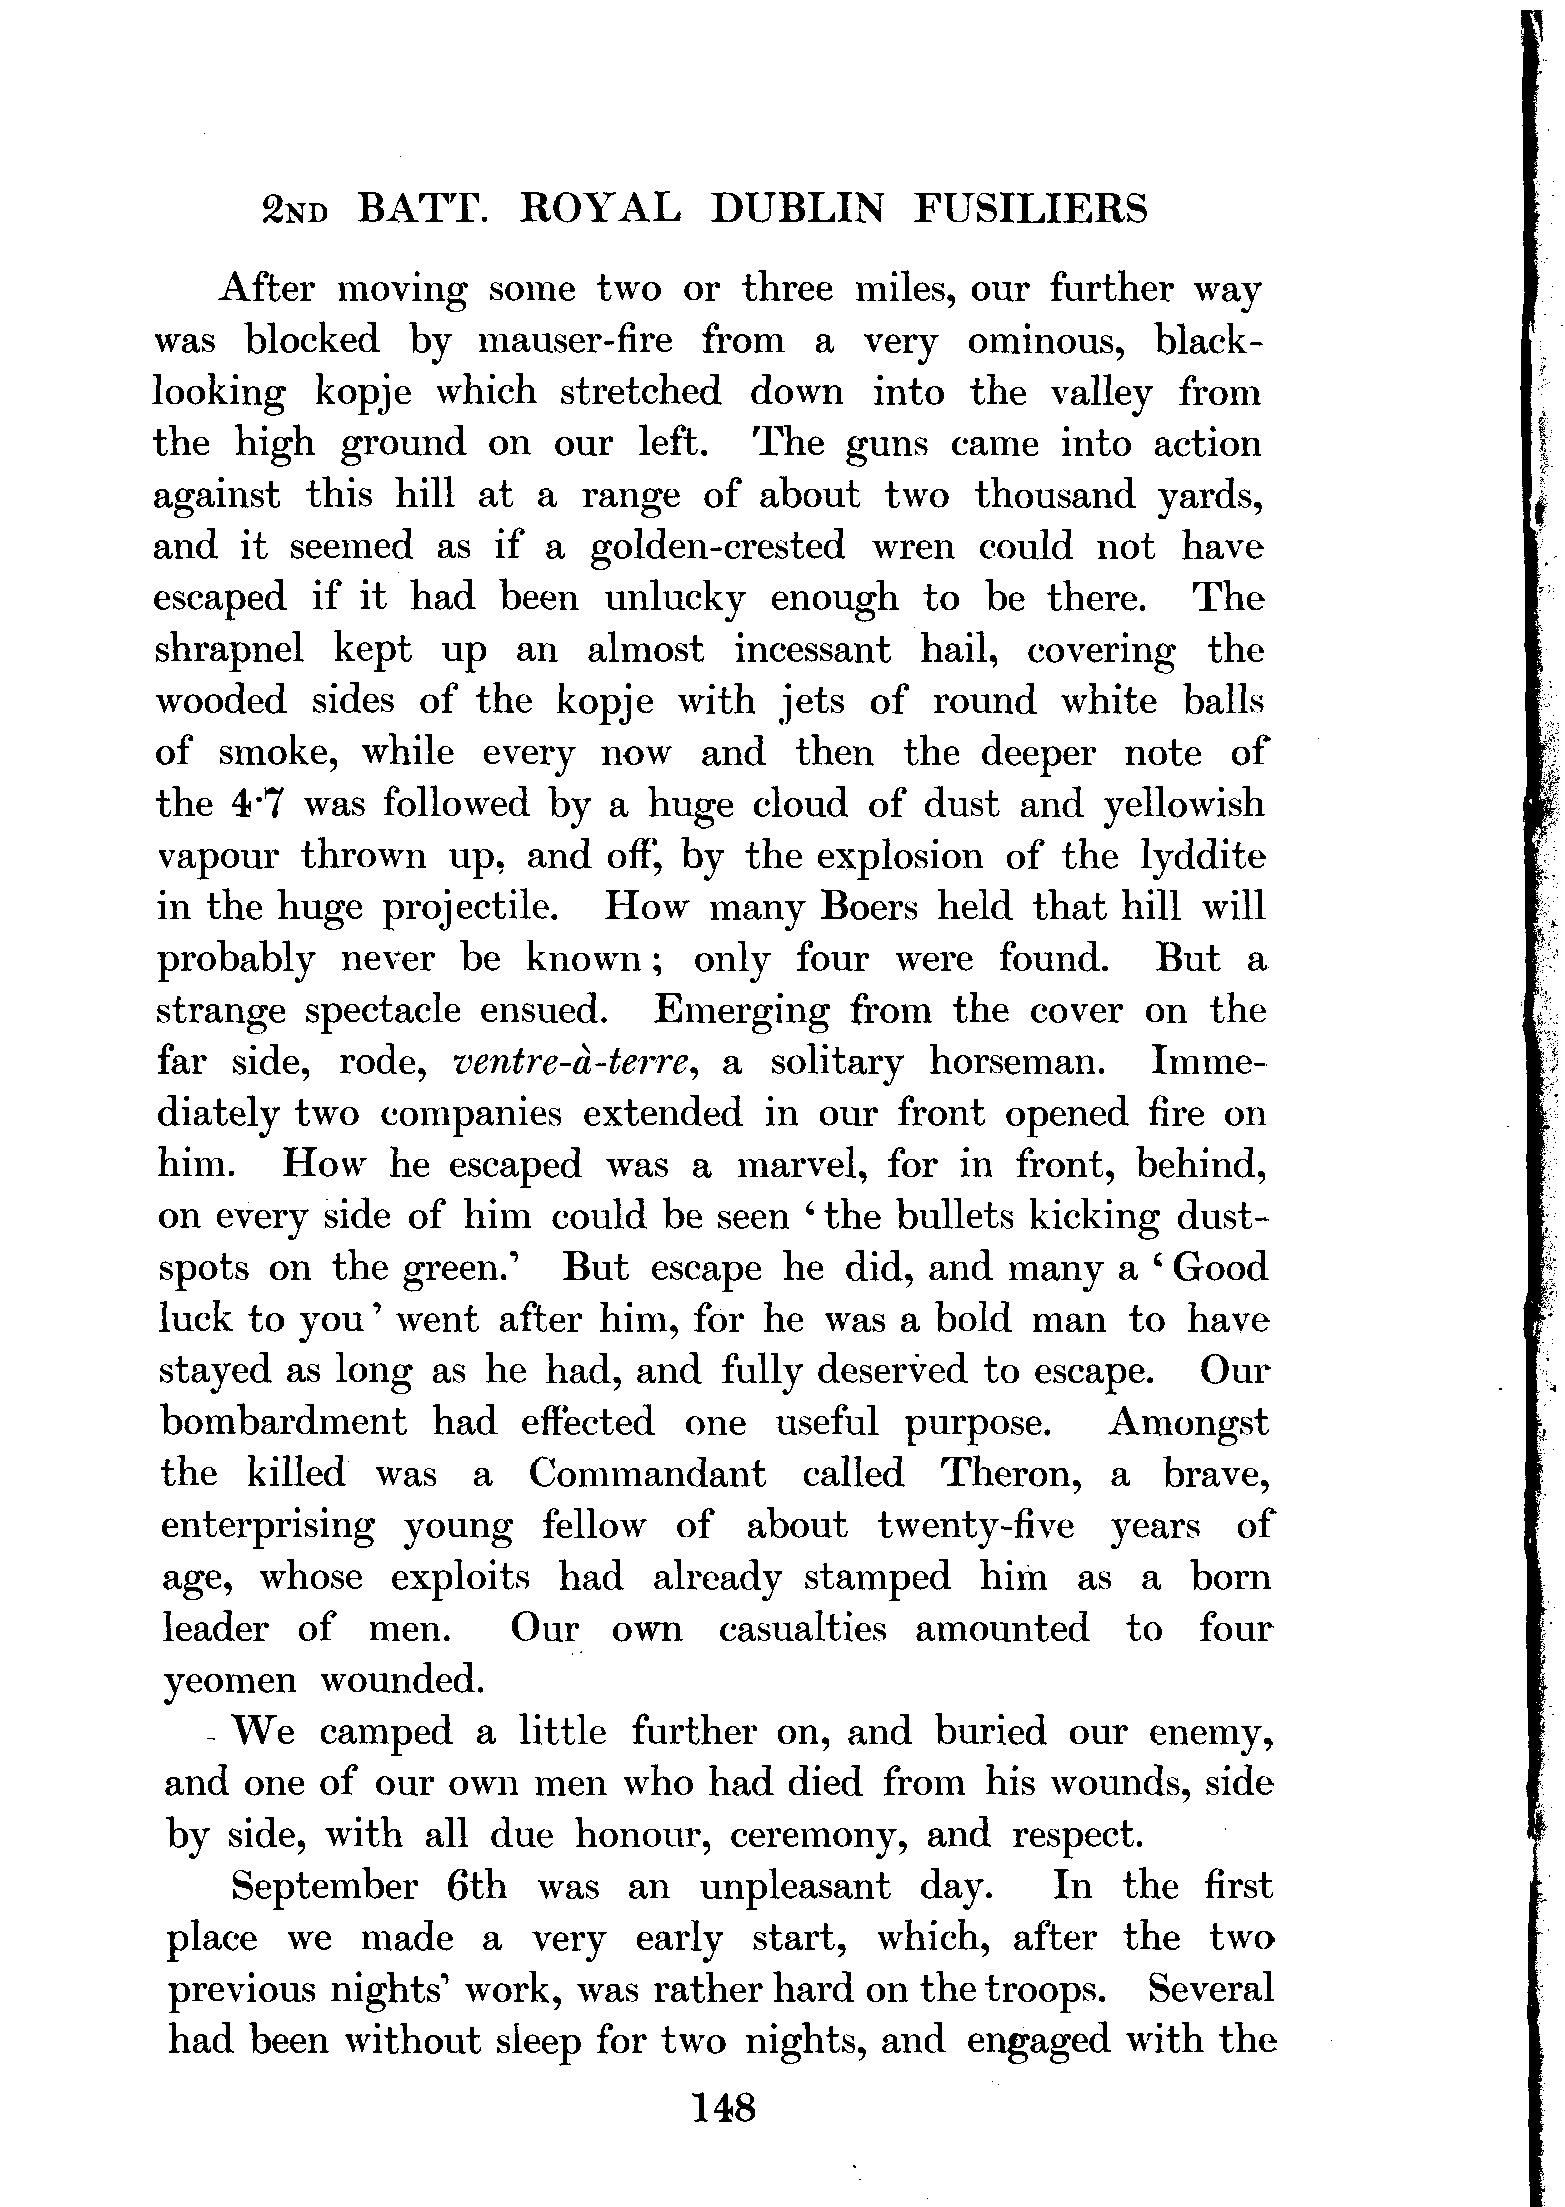 2ND BATT. ROYAL DUBLIN FUSILIERS
After moving some two or three miles, our further way
was blocked by mauser-fire from a very ominous, black-
looking kopje which stretched down into the valley from
the high ground on our left. The guns came into action
against this hill at a range of about two thousand yards,
and it seemed as if a golden-crested wren could not have
escaped if it had been unlucky enough to be there. The
shrapnel kept up an almost incessant hail, covering the
wooded sides of the kopje with jets of round white balls
of smoke, while every now and then the deeper note of
the 4·7 was followed by a huge cloud of dust and yellowish
vapour thrown up, and off, by the explosion of the lyddite
in the huge projectile. How many Boers held that hill will
probably never be known; only four were found. But a
strange spectacle ensued. Emerging from the cover on the
far side, rode, ventre-à-terre, a solitary horseman. Imme-
diately two companies extended in our front opened fire on
him. How he escaped was a marvel, for in front, behind,
on every side of him could be seen ‘the bullets kicking dust-
spots on the green.’ But escape he did, and many a ‘Good
luck to you’ went after him, for he was a bold man to have
stayed as long as he had, and fully deserved to escape. Our
bombardment had effected one useful purpose. Amongst
the killed was a Commandant called Theron, a brave,
enterprising young fellow of about twenty-five years of
age, whose exploits had already stamped him as a born
leader of men. Our own casualties amounted to four
yeomen wounded.
We camped a little further on, and buried our enemy,
and one of our own men who had died from his wounds, side
by side, with all due honour, ceremony, and respect.
September 6th was an unpleasant day. In the first
place we made a very early start, which, after the two
previous nights’ work, was rather hard on the troops. Several
had been without sleep for two nights, and engaged with the
148